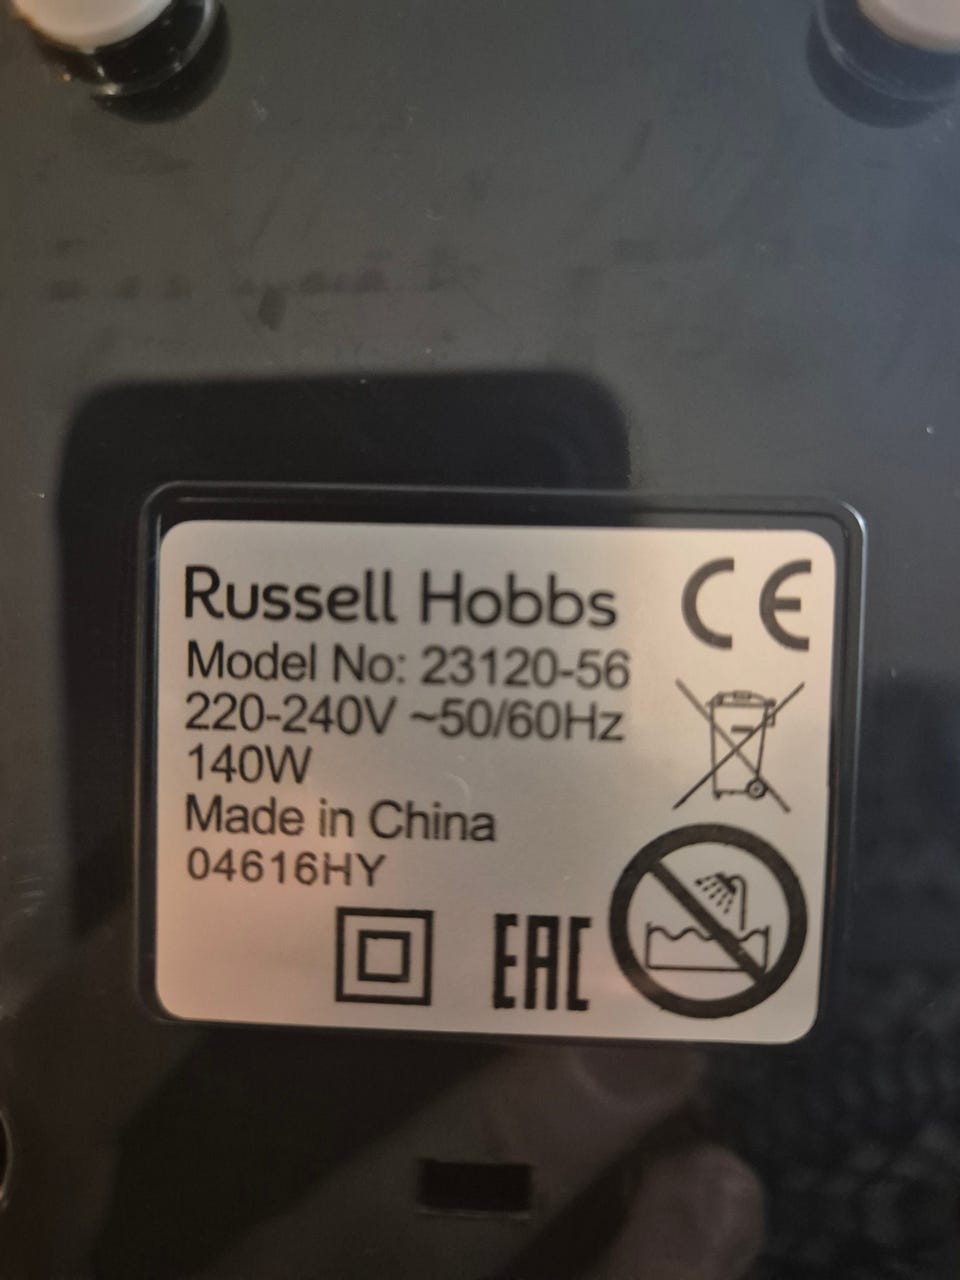 Russell Hobbs
CE
Model No: 23120-56
220-240V ~50/60Hz
140W
Made in China
04616HY
EAC